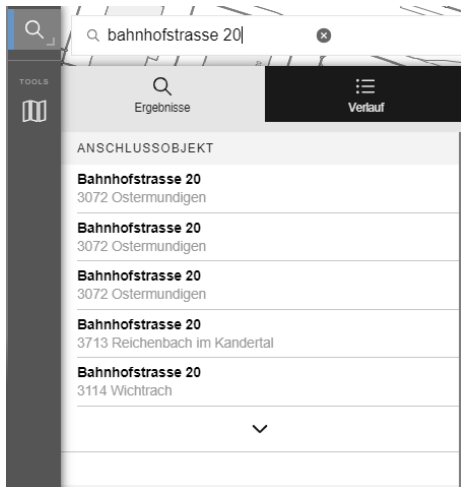 bahnhofstrasse 20
TOOLS
Ergebnisse
Verlauf
ANSCHLUSSOBJEKT
Bahnhofstrasse 20
3072 Ostermundigen
Bahnhofstrasse 20
3072 Ostermundigen
Bahnhofstrasse 20
3072 Ostermundigen
Bahnhofstrasse 20
3713 Reichenbach im Kandertal
Bahnhofstrasse 20
3114 Wichtrach